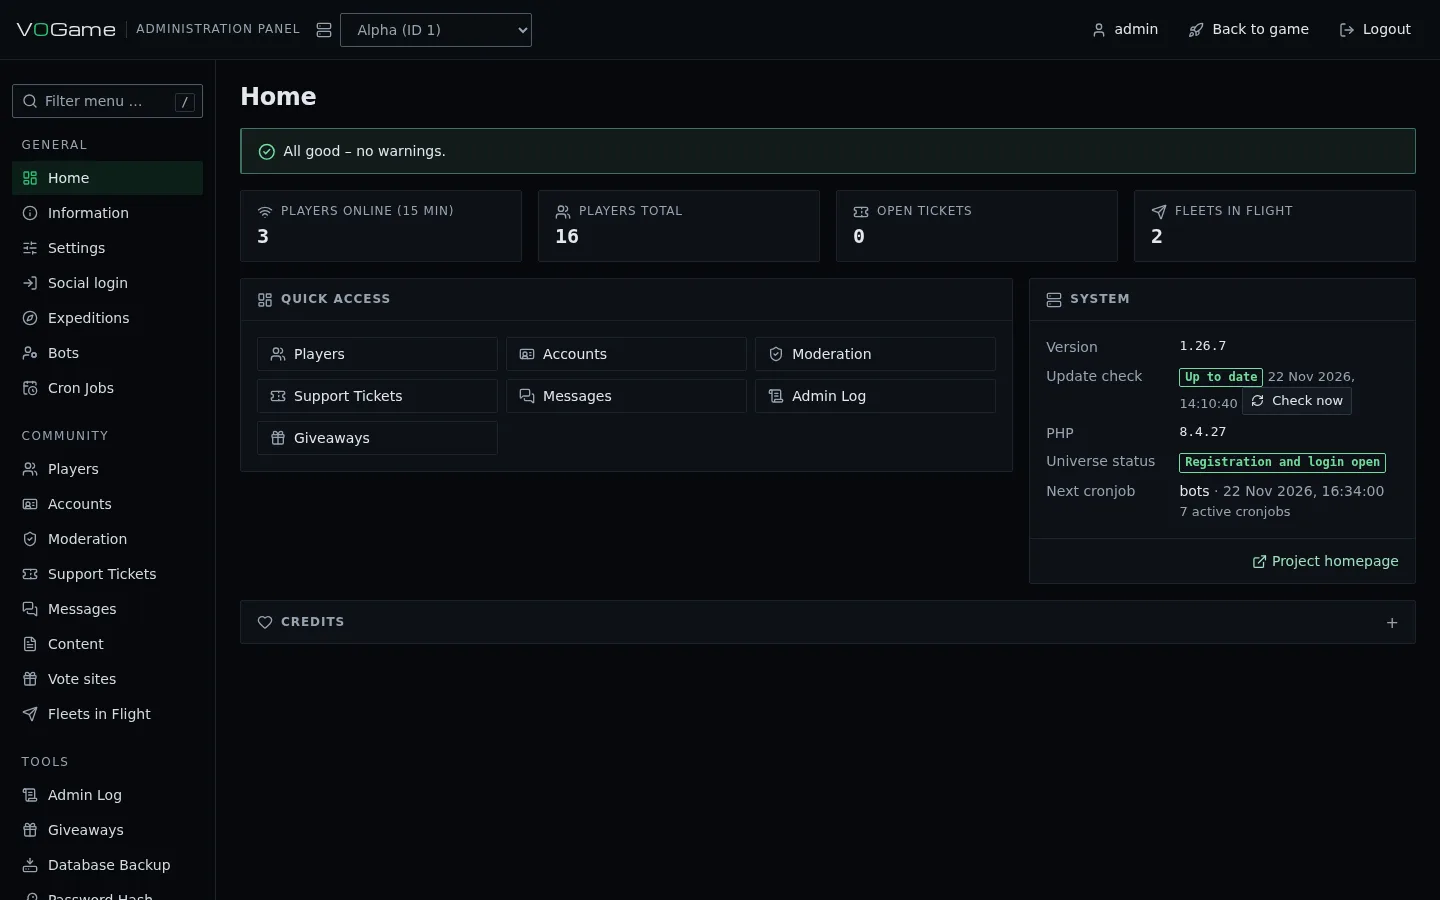 VOGame ADMINISTRATION PANEL Alpha (ID 1) admin Back to game Logout
Filter menu ... /
GENERAL
Home
Information
Settings
Social login
Expeditions
Bots
Cron Jobs
COMMUNITY
Players
Accounts
Moderation
Support Tickets
Messages
Content
Vote sites
Fleets in Flight
TOOLS
Admin Log
Giveaways
Database Backup
Password Hash
Home
All good – no warnings.
PLAYERS ONLINE (15 MIN)
3
PLAYERS TOTAL
16
OPEN TICKETS
0
FLEETS IN FLIGHT
2
QUICK ACCESS
Players Accounts Moderation
Support Tickets Messages Admin Log
Giveaways
SYSTEM
Version 1.26.7
Update check Up to date 22 Nov 2026,
14:10:40 Check now
PHP 8.4.27
Universe status Registration and login open
Next cronjob bots · 22 Nov 2026, 16:34:00
7 active cronjobs
Project homepage
CREDITS +